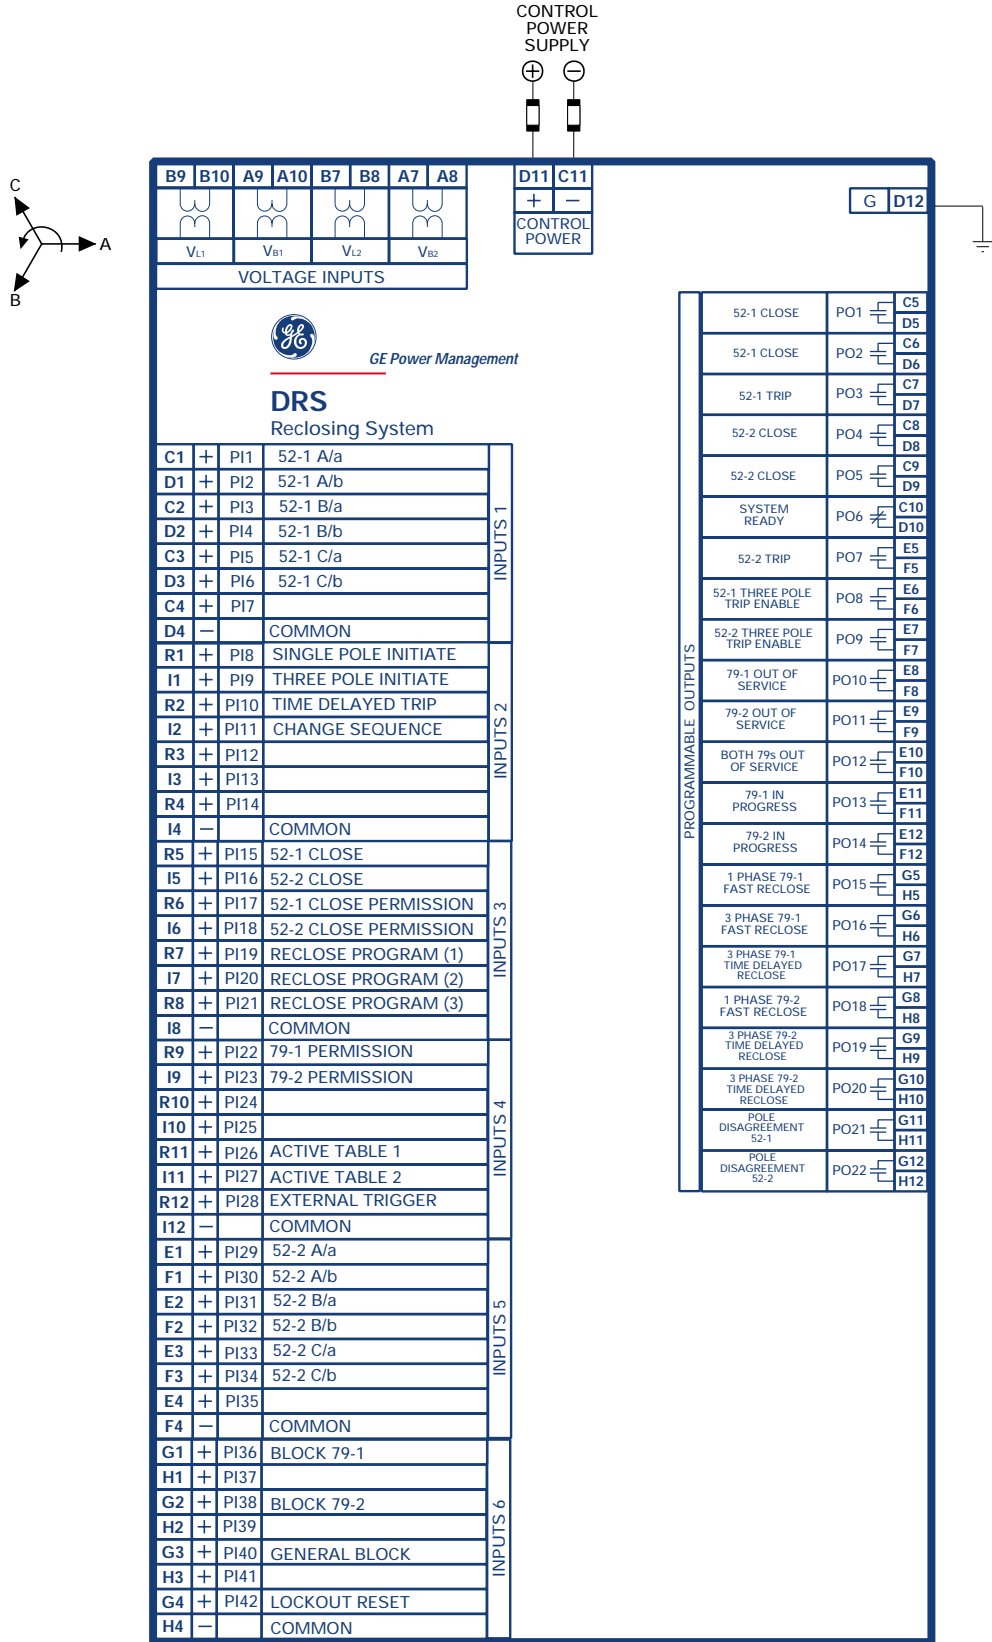 CONTROL
POWER
SUPPLY
+ −
B9 B10 A9 A10 B7 B8 A7 A8
D11 C11
+ −
CONTROL
POWER
G D12
C
A
B
VL1 VB1 VL2 VB2
VOLTAGE INPUTS
GE
GE Power Management
DRS
Reclosing System
C1 + PI1 52-1 A/a
D1 + PI2 52-1 A/b
C2 + PI3 52-1 B/a
D2 + PI4 52-1 B/b
C3 + PI5 52-1 C/a
D3 + PI6 52-1 C/b
C4 + PI7
D4 − COMMON
INPUTS 1
R1 + PI8 SINGLE POLE INITIATE
I1 + PI9 THREE POLE INITIATE
R2 + PI10 TIME DELAYED TRIP
I2 + PI11 CHANGE SEQUENCE
R3 + PI12
I3 + PI13
R4 + PI14
I4 − COMMON
INPUTS 2
R5 + PI15 52-1 CLOSE
I5 + PI16 52-2 CLOSE
R6 + PI17 52-1 CLOSE PERMISSION
I6 + PI18 52-2 CLOSE PERMISSION
R7 + PI19 RECLOSE PROGRAM (1)
I7 + PI20 RECLOSE PROGRAM (2)
R8 + PI21 RECLOSE PROGRAM (3)
I8 − COMMON
INPUTS 3
R9 + PI22 79-1 PERMISSION
I9 + PI23 79-2 PERMISSION
R10 + PI24
I10 + PI25
R11 + PI26 ACTIVE TABLE 1
I11 + PI27 ACTIVE TABLE 2
R12 + PI28 EXTERNAL TRIGGER
I12 − COMMON
INPUTS 4
E1 + PI29 52-2 A/a
F1 + PI30 52-2 A/b
E2 + PI31 52-2 B/a
F2 + PI32 52-2 B/b
E3 + PI33 52-2 C/a
F3 + PI34 52-2 C/b
E4 + PI35
F4 − COMMON
INPUTS 5
G1 + PI36 BLOCK 79-1
H1 + PI37
G2 + PI38 BLOCK 79-2
H2 + PI39
G3 + PI40 GENERAL BLOCK
H3 + PI41
G4 + PI42 LOCKOUT RESET
H4 − COMMON
INPUTS 6
PROGRAMMABLE OUTPUTS
52-1 CLOSE PO1 C5
D5
52-1 CLOSE PO2 C6
D6
52-1 TRIP PO3 C7
D7
52-2 CLOSE PO4 C8
D8
52-2 CLOSE PO5 C9
D9
SYSTEM
READY PO6 C10
D10
52-2 TRIP PO7 E5
F5
52-1 THREE POLE
TRIP ENABLE PO8 E6
F6
52-2 THREE POLE
TRIP ENABLE PO9 E7
F7
79-1 OUT OF
SERVICE PO10 E8
F8
79-2 OUT OF
SERVICE PO11 E9
F9
BOTH 79s OUT
OF SERVICE PO12 E10
F10
79-1 IN
PROGRESS PO13 E11
F11
79-2 IN
PROGRESS PO14 E12
F12
1 PHASE 79-1
FAST RECLOSE PO15 G5
H5
3 PHASE 79-1
FAST RECLOSE PO16 G6
H6
3 PHASE 79-1
TIME DELAYED
RECLOSE PO17 G7
H7
1 PHASE 79-2
FAST RECLOSE PO18 G8
H8
3 PHASE 79-2
TIME DELAYED
RECLOSE PO19 G9
H9
3 PHASE 79-2
TIME DELAYED
RECLOSE PO20 G10
H10
POLE
DISAGREEMENT
52-1 PO21 G11
H11
POLE
DISAGREEMENT
52-2 PO22 G12
H12